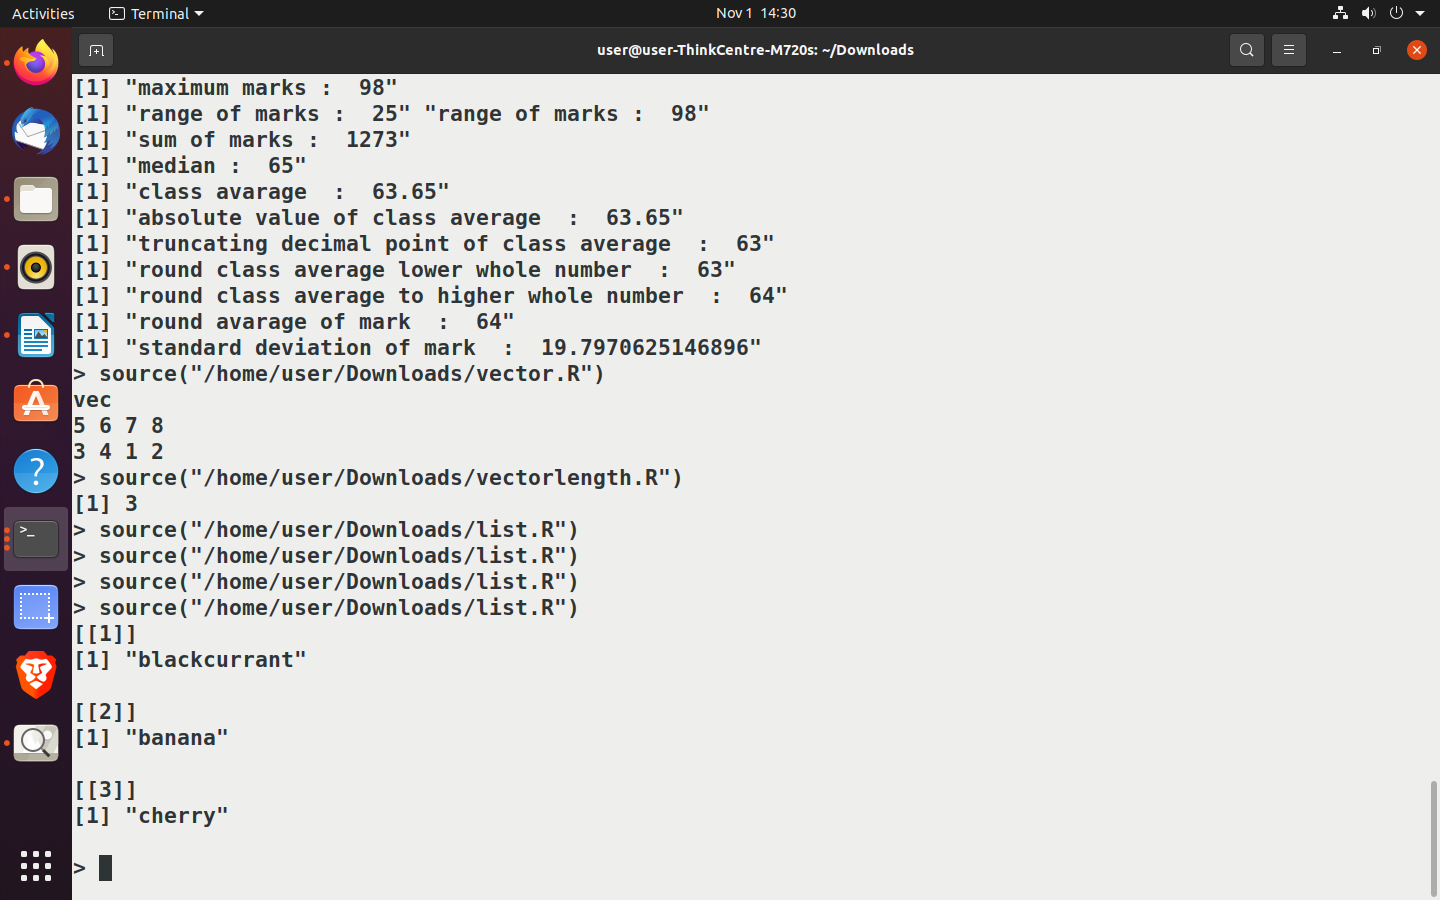 Activities
Terminal
Nov 1 14:30
user@user-ThinkCentre-M720s: ~/Downloads
[1] "maximum marks :  98"
[1] "range of marks :  25" "range of marks :  98"
[1] "sum of marks :  1273"
[1] "median :  65"
[1] "class avarage  :  63.65"
[1] "absolute value of class average  :  63.65"
[1] "truncating decimal point of class average  :  63"
[1] "round class average lower whole number  :  63"
[1] "round class average to higher whole number  :  64"
[1] "round avarage of mark  :  64"
[1] "standard deviation of mark  :  19.7970625146896"
> source("/home/user/Downloads/vector.R")
vec
5 6 7 8
3 4 1 2
> source("/home/user/Downloads/vectorlength.R")
[1] 3
> source("/home/user/Downloads/list.R")
> source("/home/user/Downloads/list.R")
> source("/home/user/Downloads/list.R")
> source("/home/user/Downloads/list.R")
[[1]]
[1] "blackcurrant"
[[2]]
[1] "banana"
[[3]]
[1] "cherry"
>